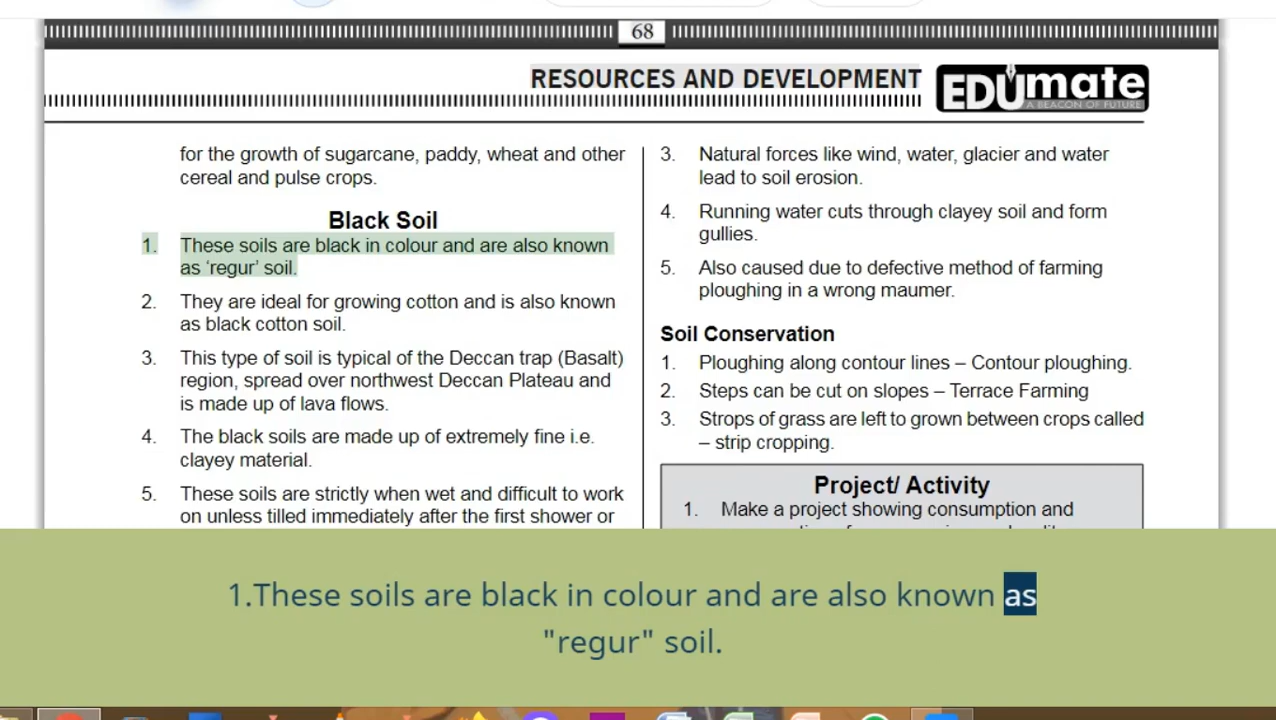 68
RESOURCES AND DEVELOPMENT
EDUmate
A BEACON OF FUTURE
for the growth of sugarcane, paddy, wheat and other
cereal and pulse crops.
Black Soil
1. These soils are black in colour and are also known
as ‘regur’ soil.
2. They are ideal for growing cotton and is also known
as black cotton soil.
3. This type of soil is typical of the Deccan trap (Basalt)
region, spread over northwest Deccan Plateau and
is made up of lava flows.
4. The black soils are made up of extremely fine i.e.
clayey material.
5. These soils are strictly when wet and difficult to work
on unless tilled immediately after the first shower or
3. Natural forces like wind, water, glacier and water
lead to soil erosion.
4. Running water cuts through clayey soil and form
gullies.
5. Also caused due to defective method of farming
ploughing in a wrong maumer.
Soil Conservation
1. Ploughing along contour lines – Contour ploughing.
2. Steps can be cut on slopes – Terrace Farming
3. Strops of grass are left to grown between crops called
– strip cropping.
Project/ Activity
1. Make a project showing consumption and
1.These soils are black in colour and are also known as
"regur" soil.